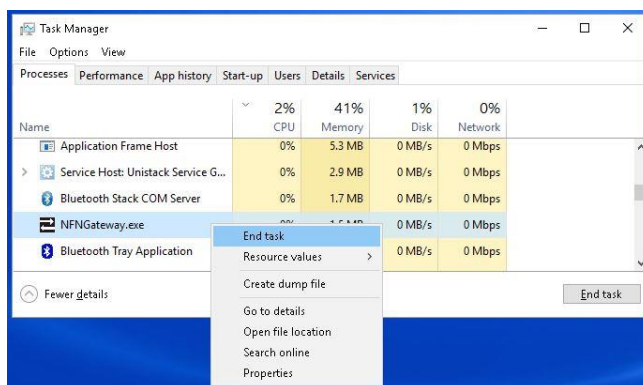 Task Manager
File Options View
Processes Performance App history Start-up Users Details Services
2% 41% 1% 0%
Name CPU Memory Disk Network
Application Frame Host 0% 5.3 MB 0 MB/s 0 Mbps
Service Host: Unistack Service G... 0% 2.9 MB 0 MB/s 0 Mbps
Bluetooth Stack COM Server 0% 1.7 MB 0 MB/s 0 Mbps
NFNGateway.exe 0% 1.5 MB 0 MB/s 0 Mbps
Bluetooth Tray Application 0 MB/s 0 Mbps
End task
Resource values
Create dump file
Go to details
Open file location
Search online
Properties
Fewer details End task